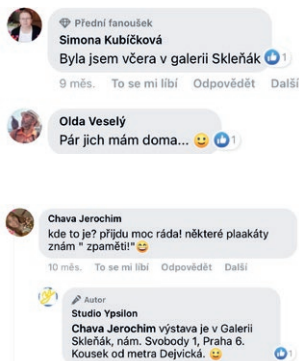 Přední fanoušek
Simona Kubíčková
Byla jsem včera v galerii Skleňák 1
9 měs. To se mi líbí Odpovědět Další
Olda Veselý
Pár jich mám doma... 😀 1
Chava Jerochim
kde to je? přijdu moc ráda! některé plaakáty
znám " zpaměti!"😄
10 měs. To se mi líbí Odpovědět Další
Autor
Studio Ypsilon
Chava Jerochim výstava je v Galerii
Skleňák, nám. Svobody 1, Praha 6.
Kousek od metra Dejvická. 😀 1